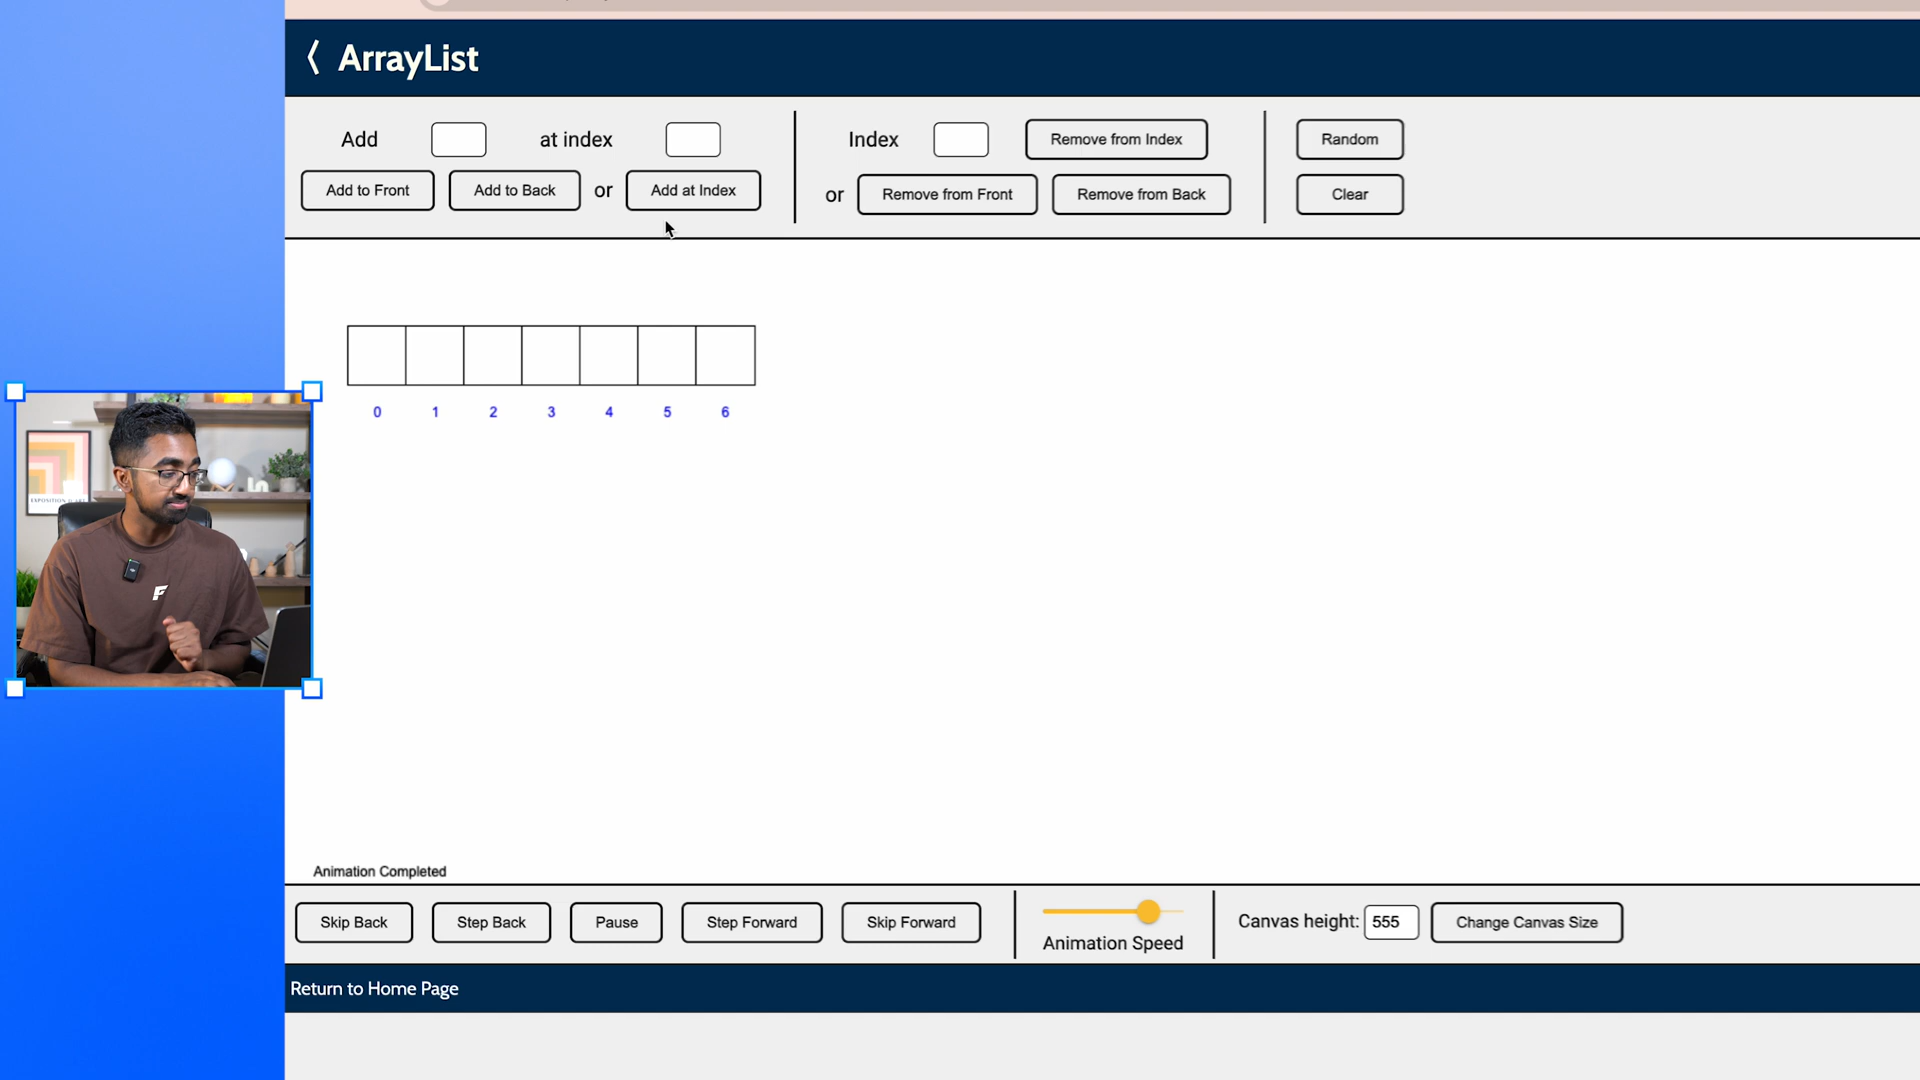 ArrayList
Add at index
Add to Front Add to Back or Add at Index
Index Remove from Index
or Remove from Front Remove from Back
Random
Clear
0 1 2 3 4 5 6
Animation Completed
Skip Back Step Back Pause Step Forward Skip Forward
Animation Speed
Canvas height: 555 Change Canvas Size
Return to Home Page